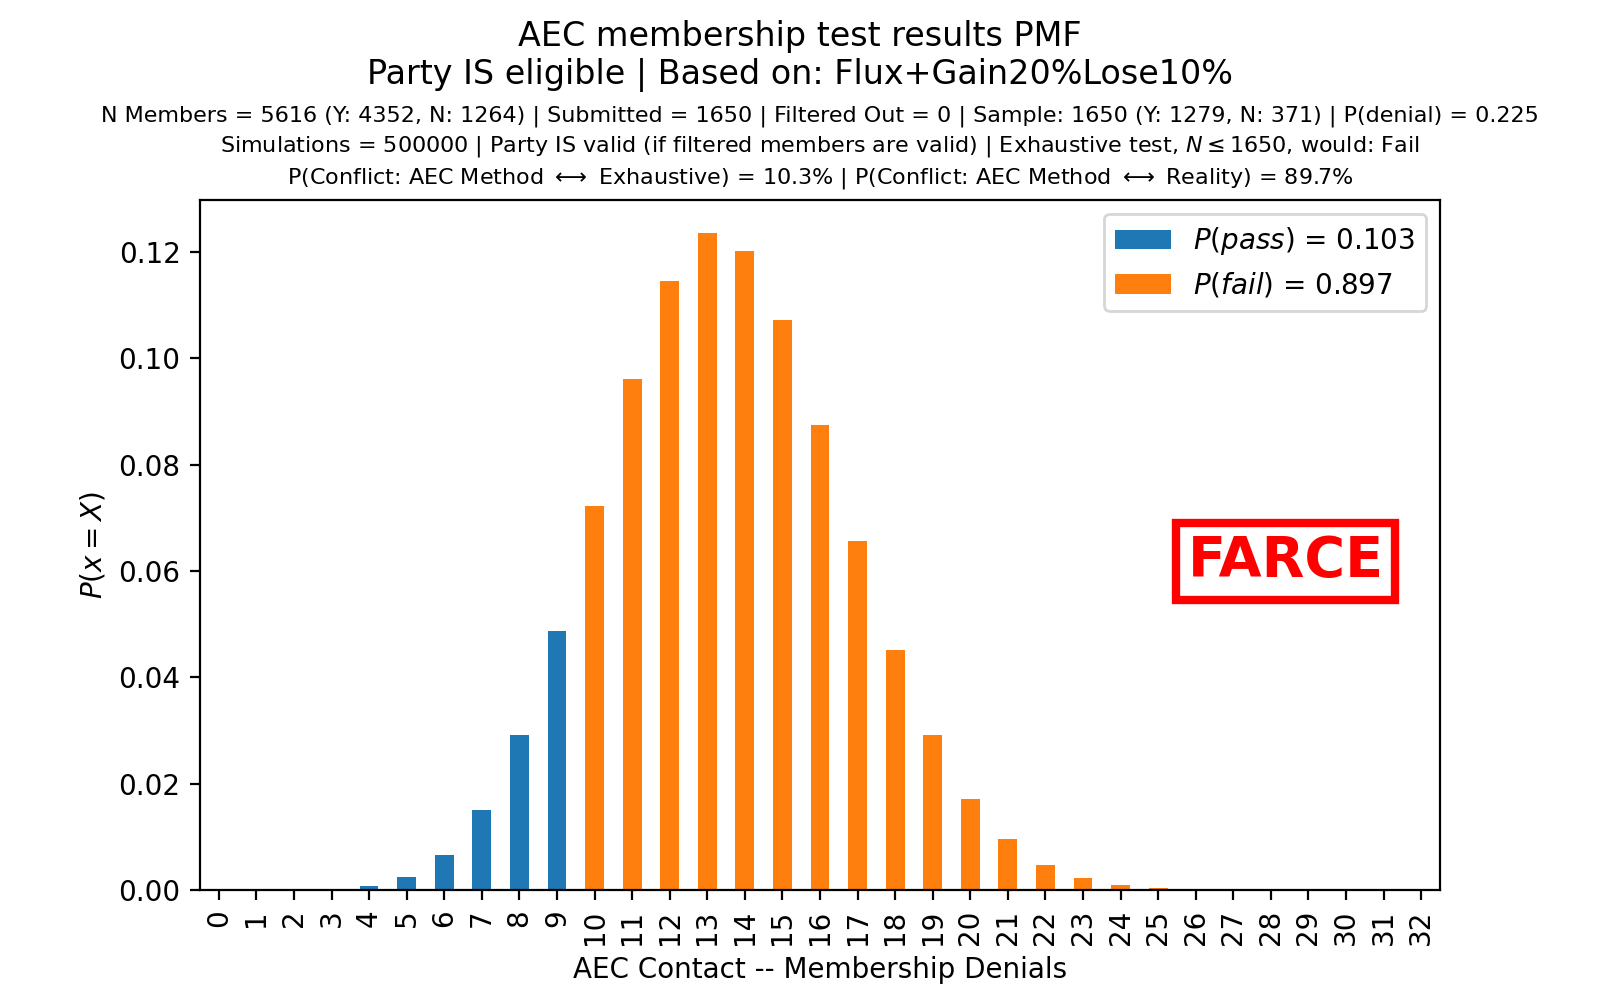 AEC membership test results PMF
Party IS eligible | Based on: Flux+Gain20%Lose10%
N Members = 5616 (Y: 4352, N: 1264) | Submitted = 1650 | Filtered Out = 0 | Sample: 1650 (Y: 1279, N: 371) | P(denial) = 0.225
Simulations = 500000 | Party IS valid (if filtered members are valid) | Exhaustive test, N ≤ 1650, would: Fail
P(Conflict: AEC Method ⟷ Exhaustive) = 10.3% | P(Conflict: AEC Method ⟷ Reality) = 89.7%
P(pass) = 0.103
P(fail) = 0.897
0.12
0.10
0.08
0.06
0.04
0.02
0.00
P(x = X)
FARCE
0 1 2 3 4 5 6 7 8 9 10 11 12 13 14 15 16 17 18 19 20 21 22 23 24 25 26 27 28 29 30 31 32
AEC Contact -- Membership Denials